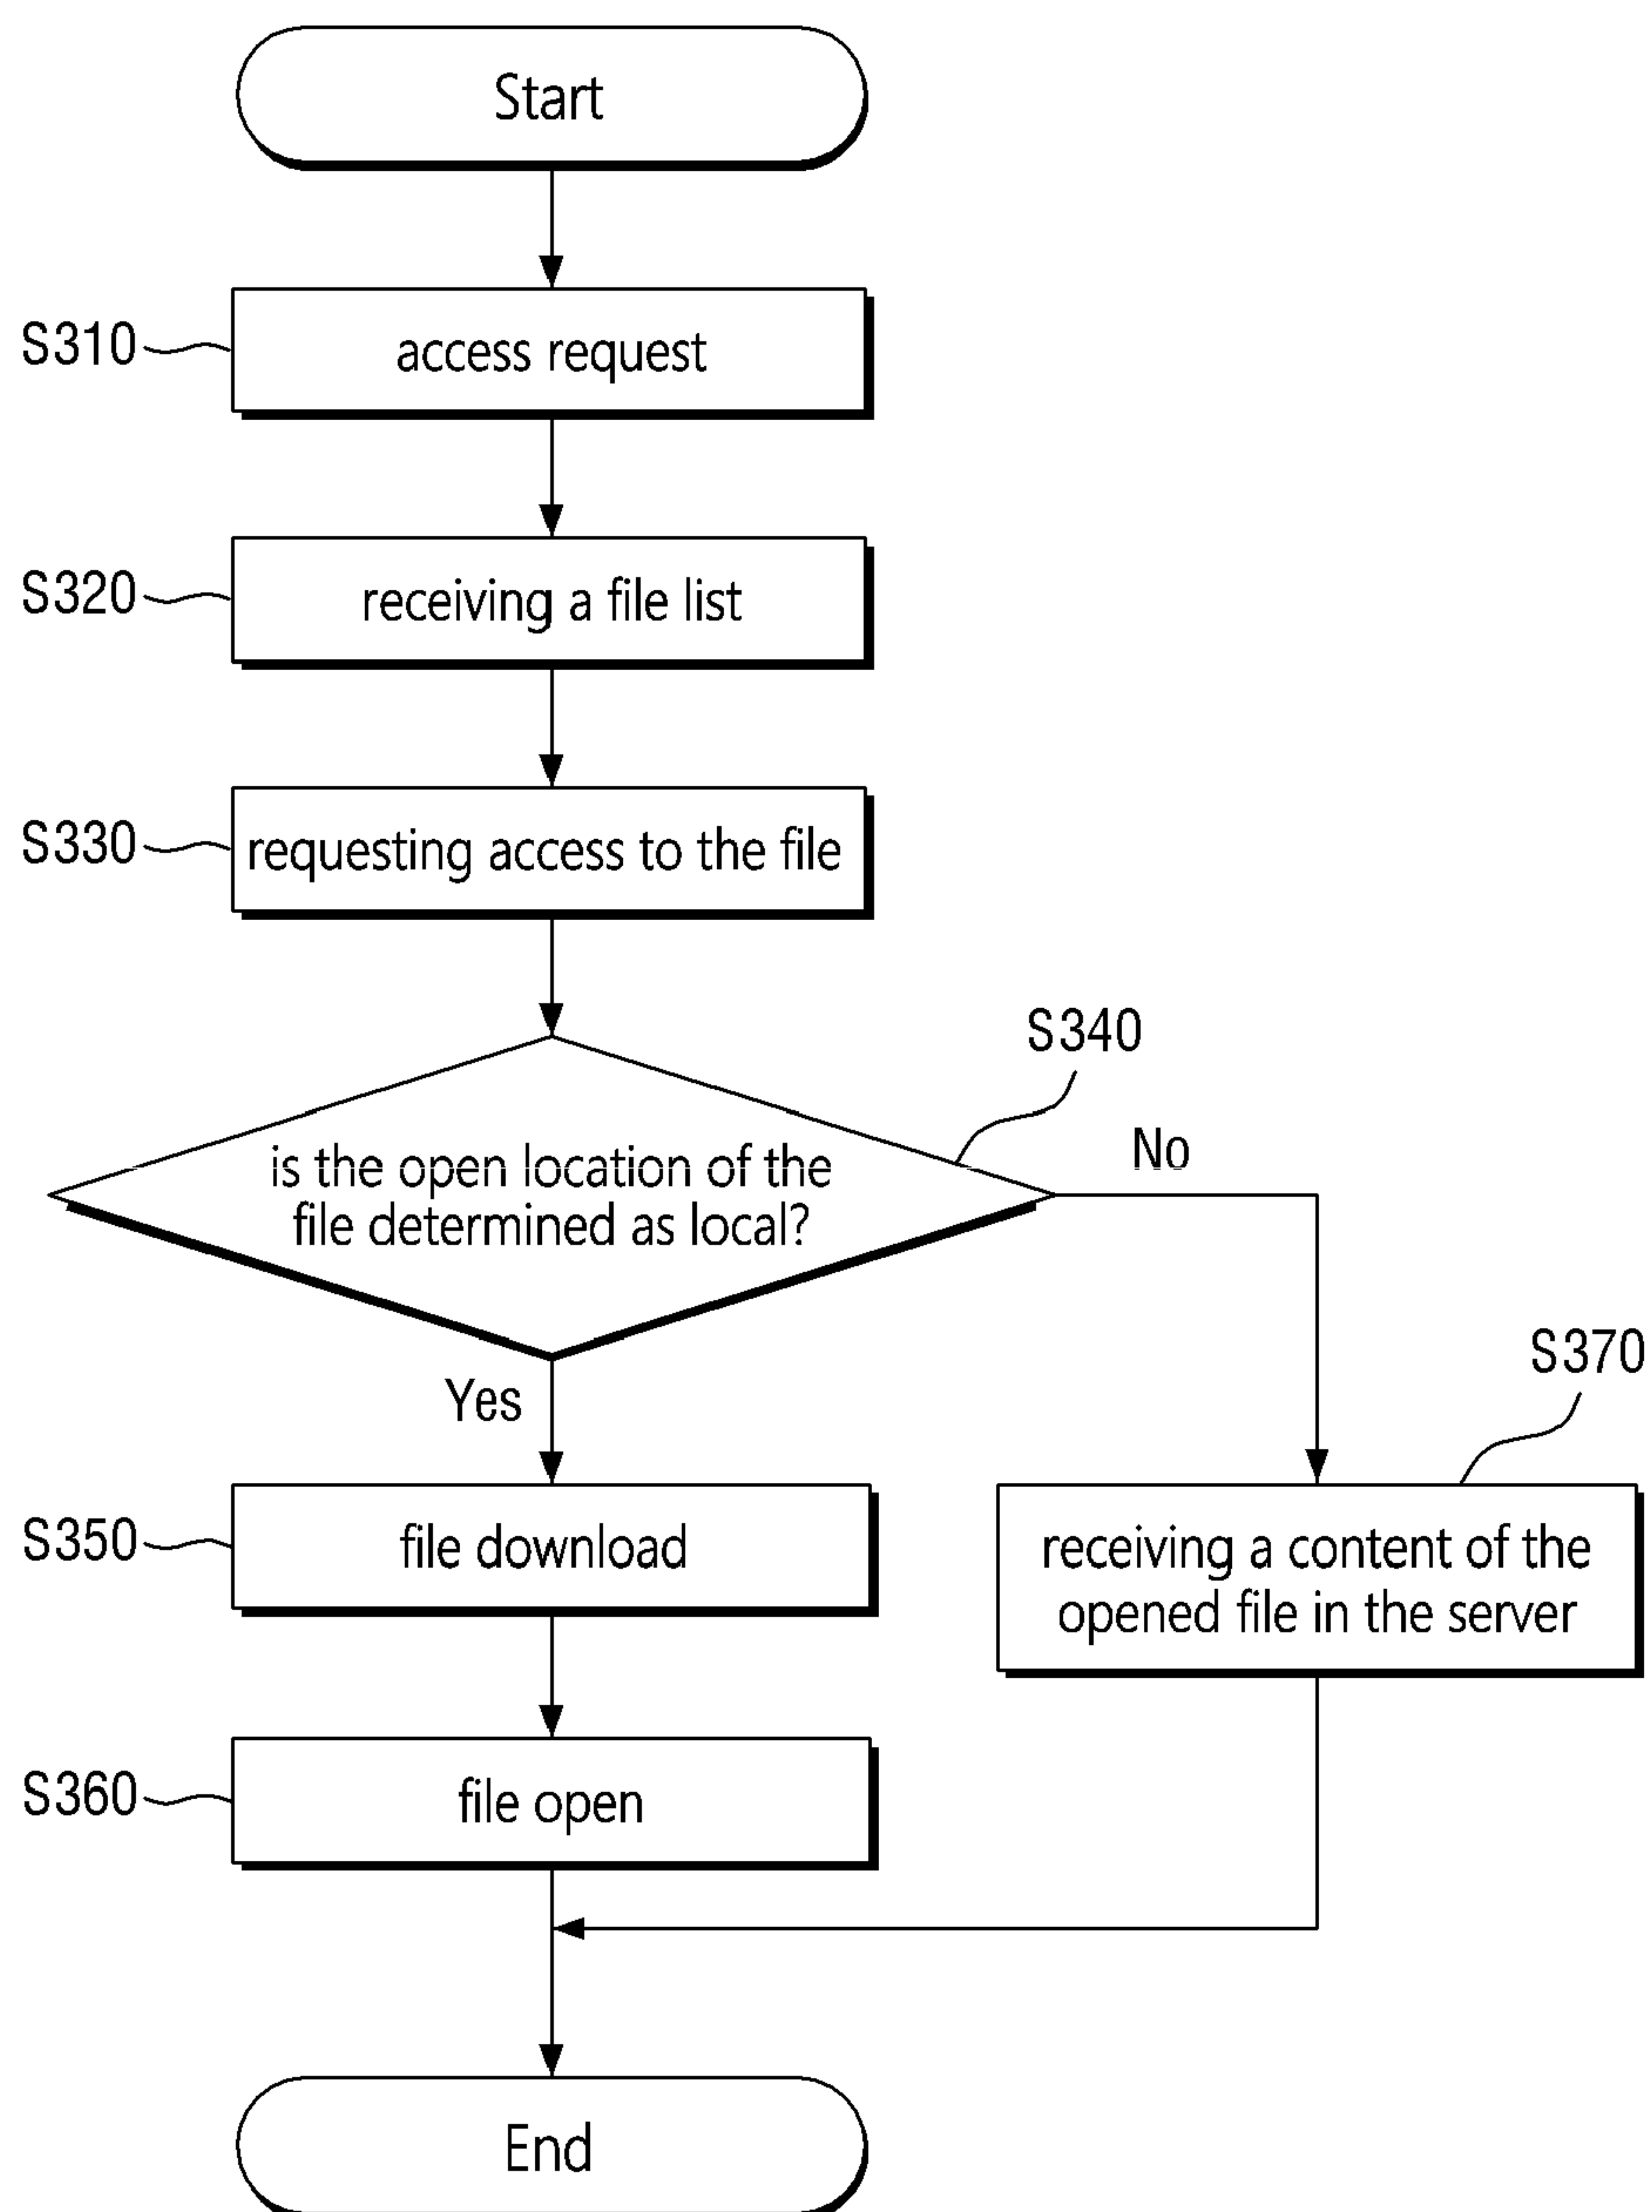 Start
S310
access request
S320
receiving a file list
S330
requesting access to the file
S340
is the open location of the
file determined as local?
No
Yes
S370
S350
file download
receiving a content of the
opened file in the server
S360
file open
End